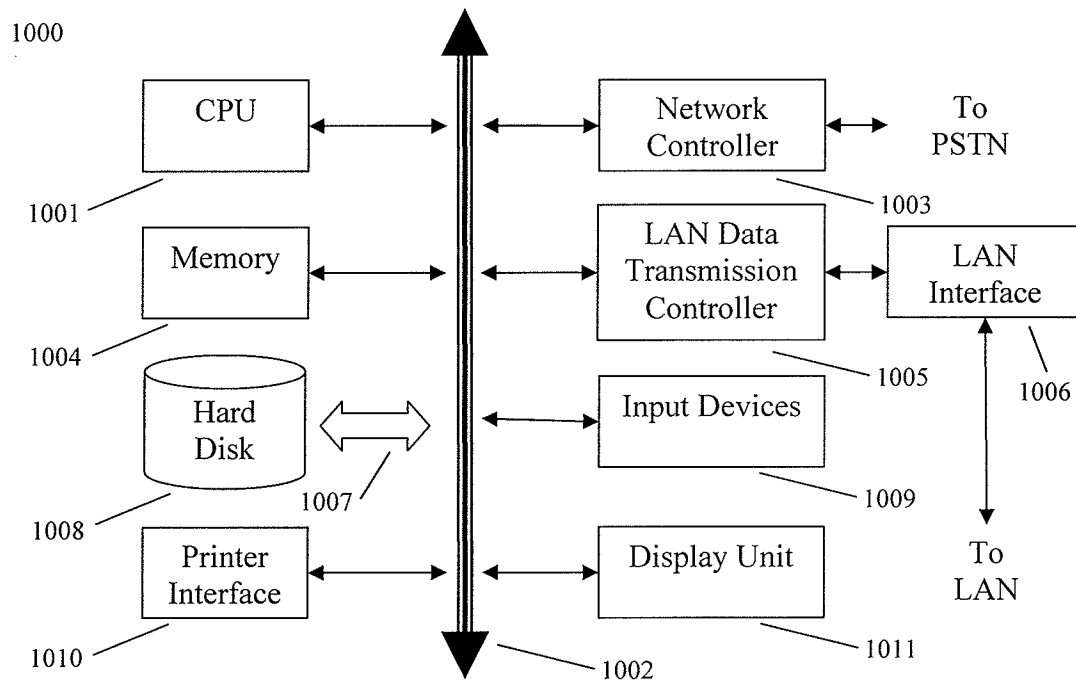 1000
CPU
1001
Network
Controller
1003
To
PSTN
Memory
1004
LAN Data
Transmission
Controller
1005
LAN
Interface
1006
Hard
Disk
1008
1007
Input Devices
1009
To
LAN
Printer
Interface
1010
Display Unit
1011
1002